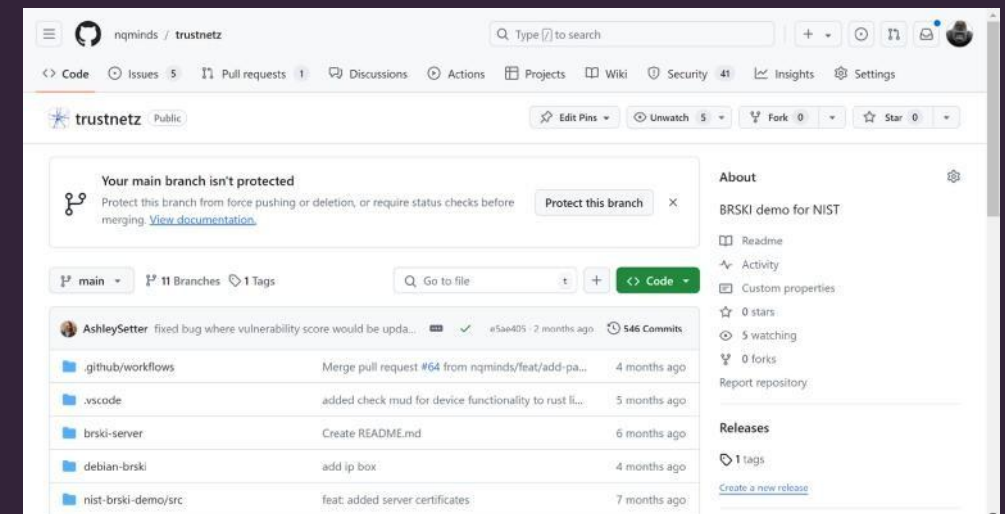 nqminds / trustnetz
Type / to search
Code
Issues 5
Pull requests 1
Discussions
Actions
Projects
Wiki
Security 41
Insights
Settings
trustnetz Public
Edit Pins
Unwatch 5
Fork 0
Star 0
Your main branch isn't protected
Protect this branch from force pushing or deletion, or require status checks before
merging. View documentation.
Protect this branch
main
11 Branches
1 Tags
Go to file
t
<> Code
AshleySetter fixed bug where vulnerability score would be upda...
e5ae405 · 2 months ago
546 Commits
.github/workflows
Merge pull request #64 from nqminds/feat/add-pa...
4 months ago
.vscode
added check mud for device functionality to rust li...
5 months ago
brski-server
Create README.md
6 months ago
debian-brski
add ip box
4 months ago
nist-brski-demo/src
feat: added server certificates
7 months ago
About
BRSKI demo for NIST
Readme
Activity
Custom properties
0 stars
5 watching
0 forks
Report repository
Releases
1 tags
Create a new release